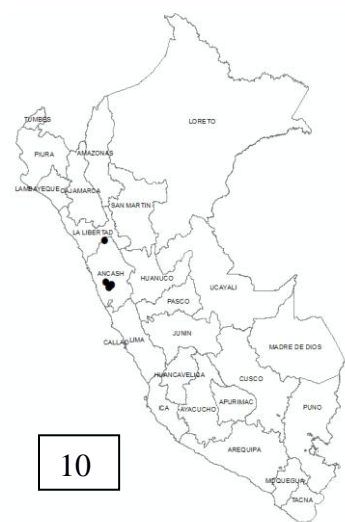 LORETO
TUMBES
PIURA
AMAZONAS
LAMBAYEQUE
CAJAMARCA
SAN MARTIN
LA LIBERTAD
ANCASH
HUANUCO
UCAYALI
PASCO
JUNIN
CALLAO
LIMA
MADRE DE DIOS
HUANCAVELICA
CUSCO
ICA
AYACUCHO
APURIMAC
PUNO
AREQUIPA
MOQUEGUA
TACNA
10